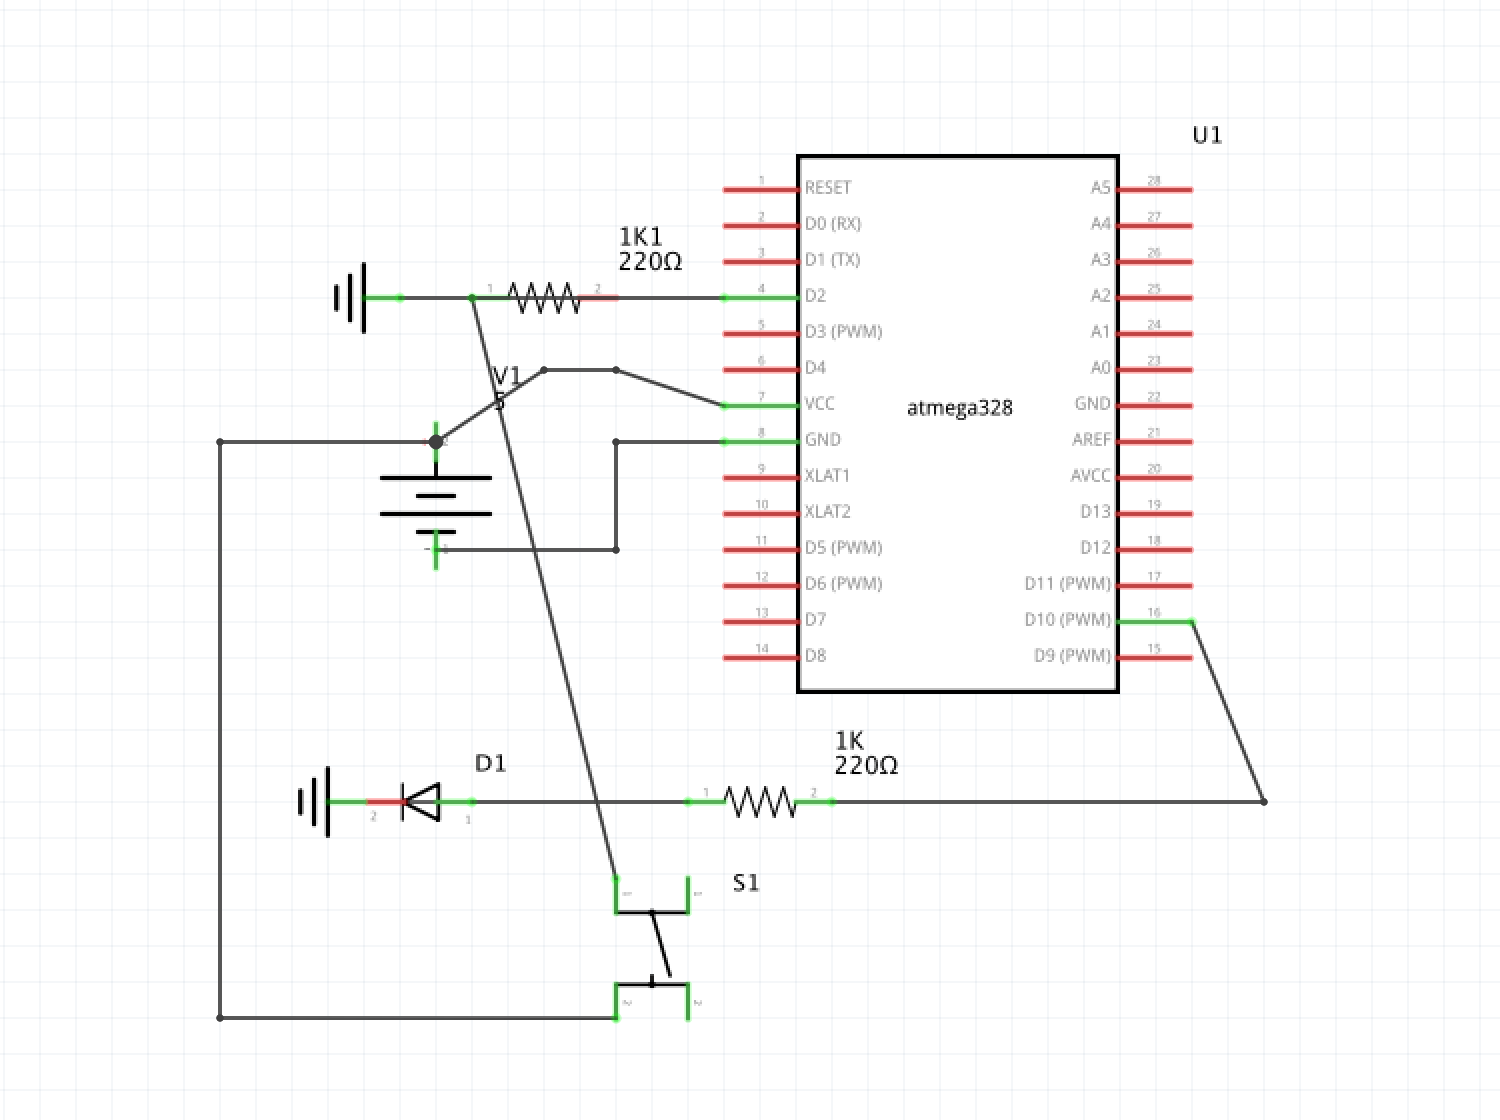 U1
1K1
220Ω
1
2
V1
5
atmega328
1 RESET
2 D0 (RX)
3 D1 (TX)
4 D2
5 D3 (PWM)
6 D4
7 VCC
8 GND
9 XLAT1
10 XLAT2
11 D5 (PWM)
12 D6 (PWM)
13 D7
14 D8
A5 28
A4 27
A3 26
A2 25
A1 24
A0 23
GND 22
AREF 21
AVCC 20
D13 19
D12 18
D11 (PWM) 17
D10 (PWM) 16
D9 (PWM) 15
D1
2
1
1K
220Ω
1
2
S1
1
1
2
2